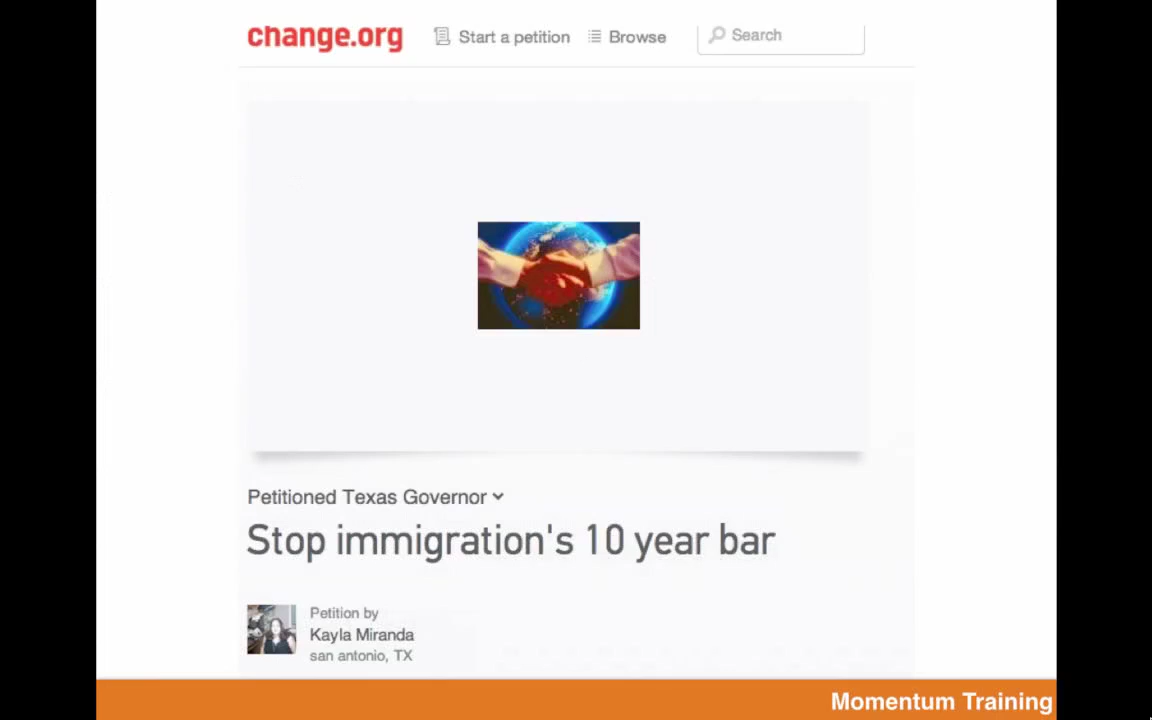 change.org
Start a petition
Browse
Search
Petitioned Texas Governor
Stop immigration's 10 year bar
Petition by
Kayla Miranda
san antonio, TX
Momentum Training